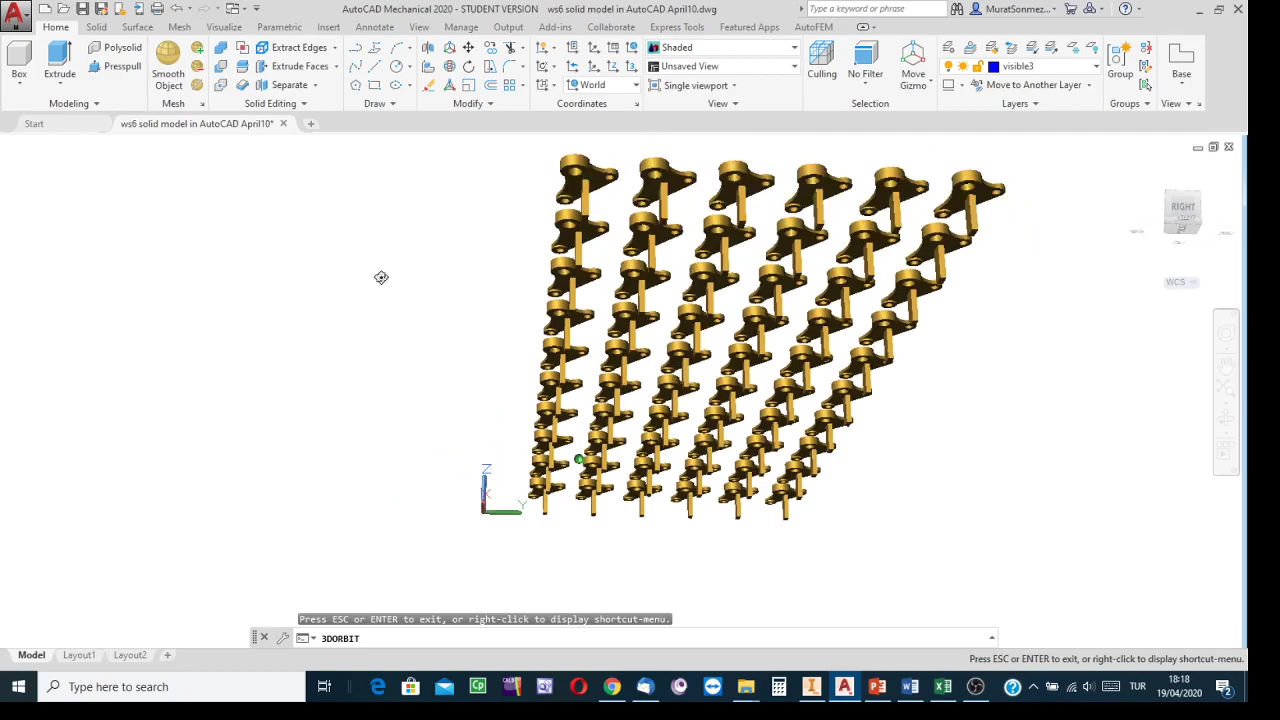 AutoCAD Mechanical 2020 - STUDENT VERSION ws6 solid model in AutoCAD April10.dwg
Type a keyword or phrase
MuratSonmez...
Home Solid Surface Mesh Visualize Parametric Insert Annotate View Manage Output Add-ins Collaborate Express Tools Featured Apps AutoFEM
Box
Extrude
Polysolid
Presspull
Smooth
Object
Extract Edges
Extrude Faces
Separate
World
Shaded
Unsaved View
Single viewport
Culling
No Filter
Move
Gizmo
visible3
Move to Another Layer
Group
Base
Modeling Mesh Solid Editing Draw Modify Coordinates View Selection Layers Groups View
Start
ws6 solid model in AutoCAD April10*
RIGHT
WCS
Z
X
Y
Press ESC or ENTER to exit, or right-click to display shortcut-menu.
3DORBIT
Model Layout1 Layout2
Press ESC or ENTER to exit, or right-click to display shortcut-menu.
Type here to search
TUR
18:18
19/04/2020
2